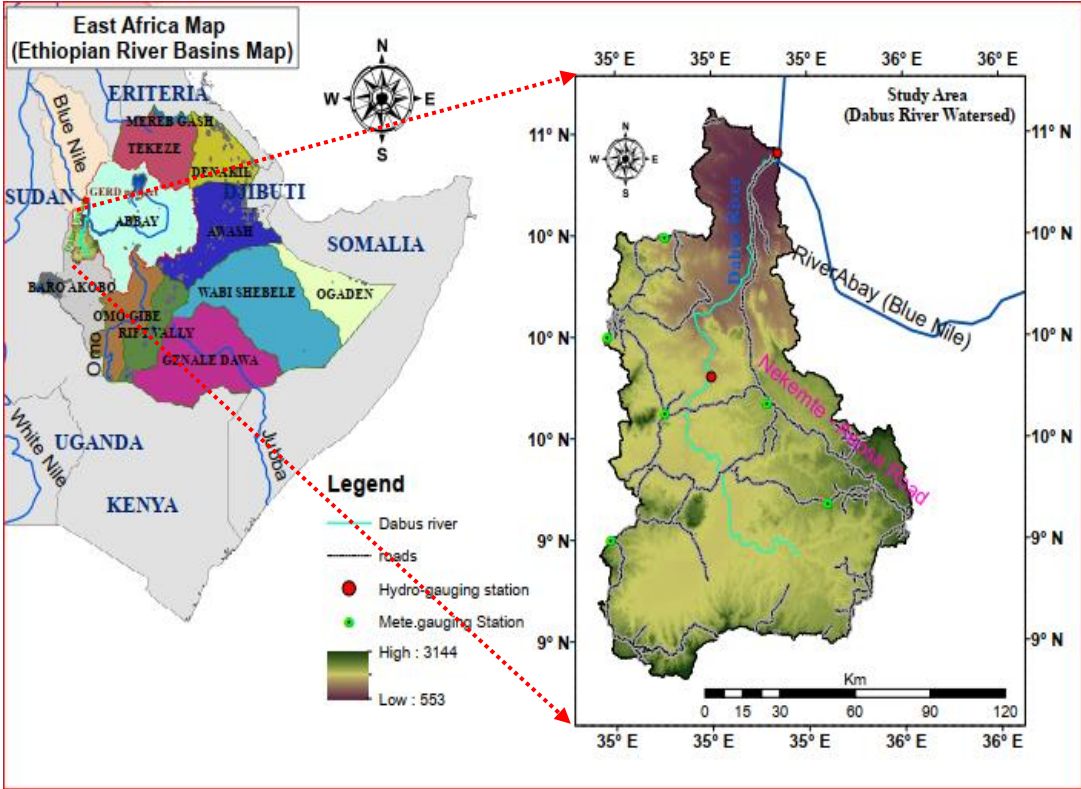 East Africa Map
(Ethiopian River Basins Map)
N
W
E
S
ERITERIA
Blue Nile
MEREB GASH
TEKEZE
DENAKIL
SUDAN
GERD
DJIBUTI
ABBAY
AWASH
SOMALIA
BARO AKOBO
WABI SHEBELE
OGADEN
OMO GIBE
RIFT VALLY
Omo
GENALE DAWA
UGANDA
White Nile
Jubba
KENYA
Legend
Dabus river
roads
Hydro-gauging station
Mete.gauging Station
High : 3144
Low : 553
35° E
35° E
35° E
36° E
36° E
Study Area
(Dabus River Watersed)
N
W
E
S
11° N
11° N
Dabus River
10° N
10° N
RiverAbay (Blue Nile)
10° N
10° N
Nekemte
Road
10° N
10° N
9° N
9° N
9° N
9° N
Km
0 15 30 60 90 120
35° E
35° E
35° E
36° E
36° E